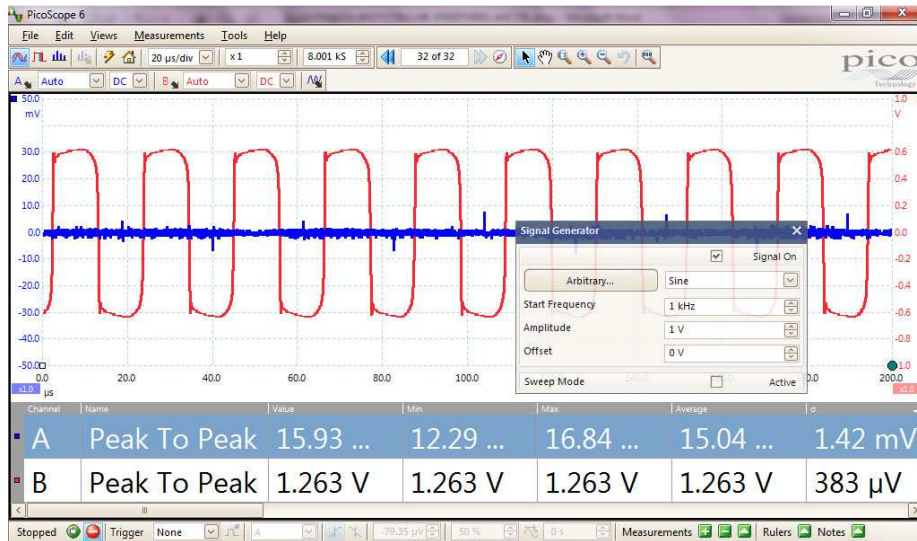 PicoScope 6
File Edit Views Measurements Tools Help
20 µs/div x 1 8.001 kS 32 of 32
pico
Technology
A Auto DC B Auto DC
50.0 1.0
mV V
30.0 0.6
20.0 0.4
10.0 0.2
0.0 0.0
-10.0 -0.2
-20.0
-30.0 -0.6
-40.0 -0.8
-50.0 -1.0
0.0 20.0 40.0 60.0 80.0 100.0 200.0
x1.0 µs x1.0
Signal Generator
Signal On
Arbitrary... Sine
Start Frequency 1 kHz
Amplitude 1 V
Offset 0 V
Sweep Mode Active
Channel Name Value Min Max Average σ
A Peak To Peak 15.93 ... 12.29 ... 16.84 ... 15.04 ... 1.42 mV
B Peak To Peak 1.263 V 1.263 V 1.263 V 1.263 V 383 µV
Stopped Trigger None A -79.35 µV 50 % 0 s Measurements Rulers Notes